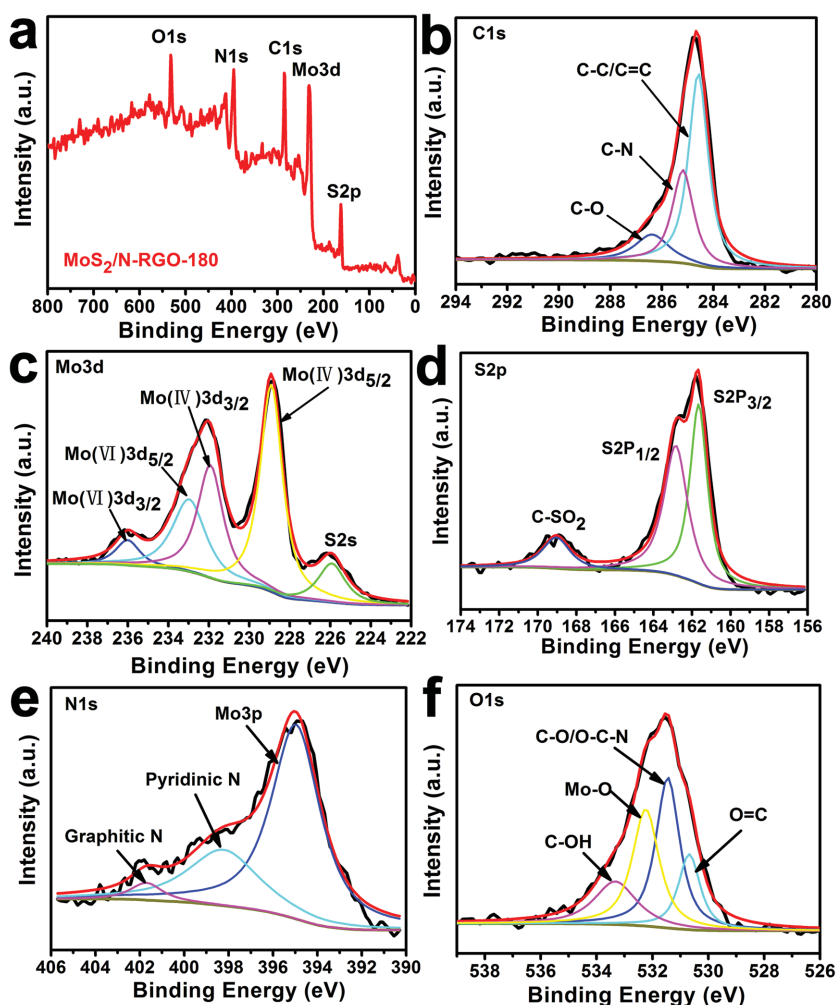 a
O1s
N1s
C1s
Mo3d
S2p
MoS2/N-RGO-180
Intensity (a.u.)
800 700 600 500 400 300 200 100 0
Binding Energy (eV)
b
C1s
C-C/C=C
C-N
C-O
Intensity (a.u.)
294 292 290 288 286 284 282 280
Binding Energy (eV)
c
Mo3d
Mo(Ⅳ)3d5/2
Mo(Ⅳ)3d3/2
Mo(Ⅵ)3d5/2
Mo(Ⅵ)3d3/2
S2s
Intensity (a.u.)
240 238 236 234 232 230 228 226 224 222
Binding Energy (eV)
d
S2p
S2P3/2
S2P1/2
C-SO2
Intensity (a.u.)
174 172 170 168 166 164 162 160 158 156
Binding Energy (eV)
e
N1s
Mo3p
Pyridinic N
Graphitic N
Intensity (a.u.)
406 404 402 400 398 396 394 392 390
Binding Energy (eV)
f
O1s
C-O/O-C-N
Mo-O
O=C
C-OH
Intensity (a.u.)
538 536 534 532 530 528 526
Binding Energy (eV)